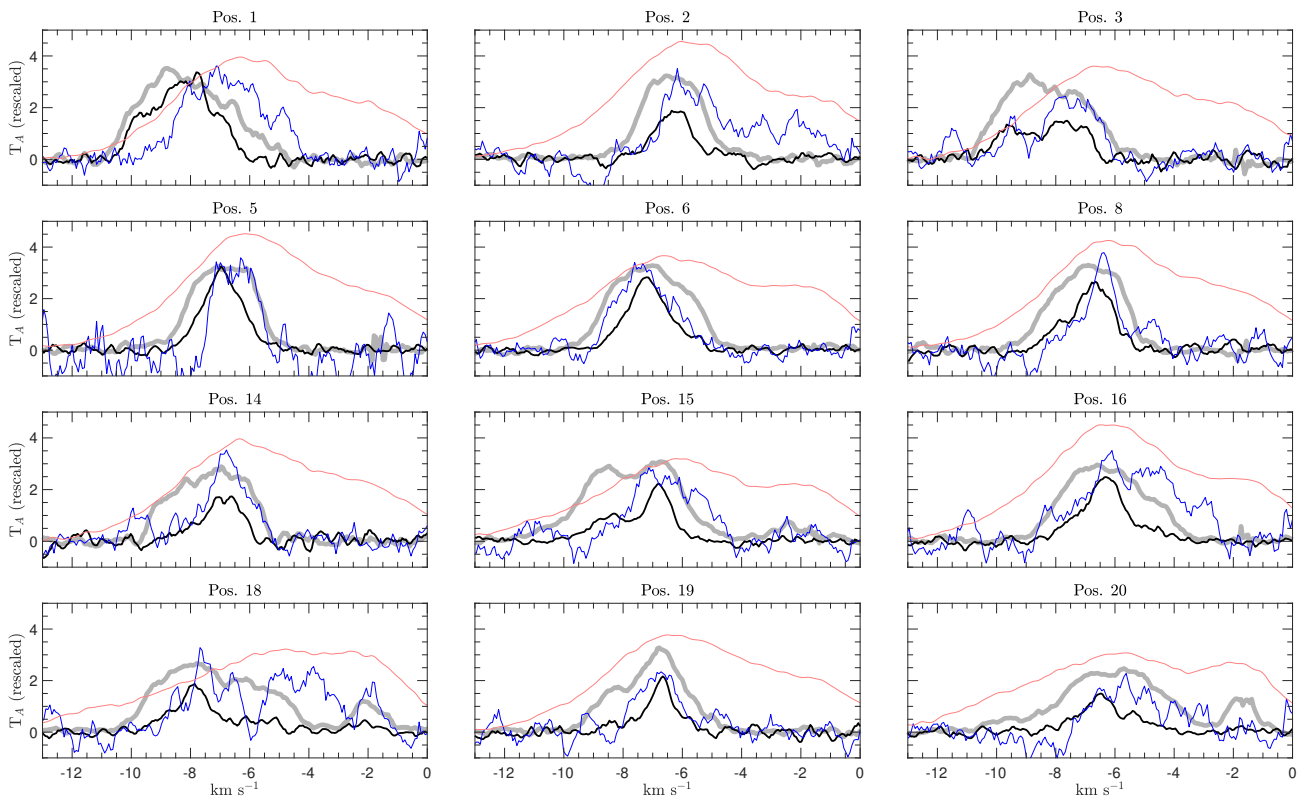 Pos. 1 Pos. 2 Pos. 3
T_A (rescaled)
4
2
0
Pos. 5 Pos. 6 Pos. 8
T_A (rescaled)
4
2
0
Pos. 14 Pos. 15 Pos. 16
T_A (rescaled)
4
2
0
Pos. 18 Pos. 19 Pos. 20
T_A (rescaled)
4
2
0
-12 -10 -8 -6 -4 -2 0 -12 -10 -8 -6 -4 -2 0 -12 -10 -8 -6 -4 -2 0
km s⁻¹ km s⁻¹ km s⁻¹